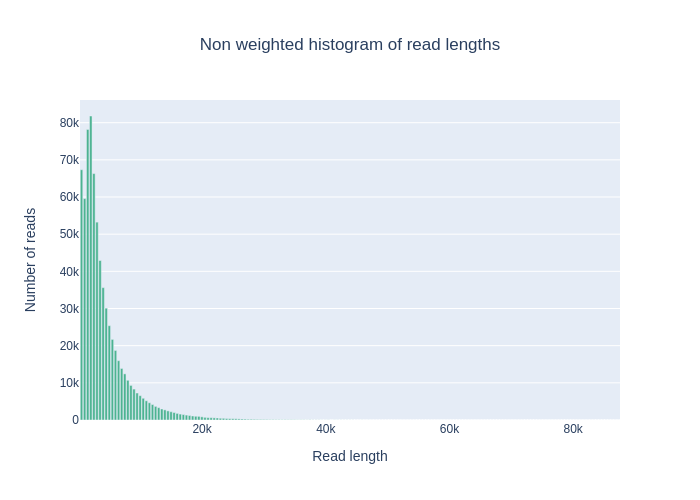 Non weighted histogram of read lengths
Number of reads
80k
70k
60k
50k
40k
30k
20k
10k
0
20k
40k
60k
80k
Read length